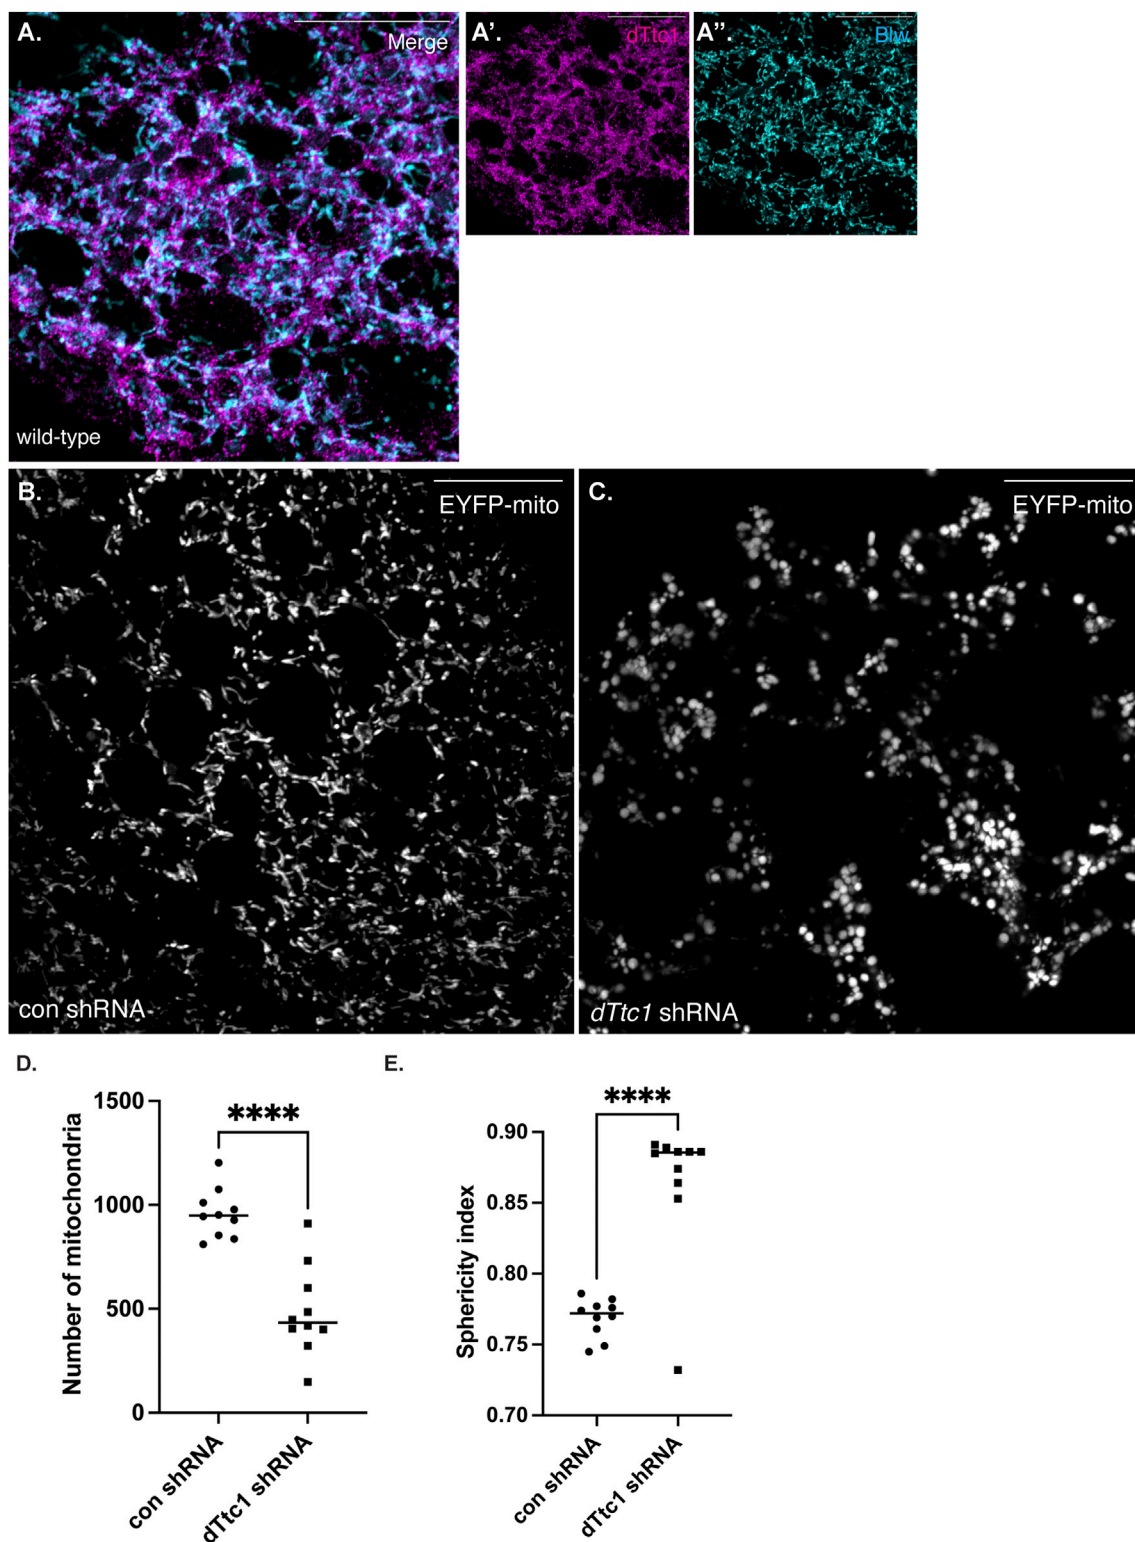 A.
Merge
wild-type
A'.
dTtc1
A".
Blw
B.
EYFP-mito
con shRNA
C.
EYFP-mito
dTtc1 shRNA
D.
Number of mitochondria
1500
1000
500
0
****
con shRNA
dTtc1 shRNA
E.
Sphericity index
0.90
0.85
0.80
0.75
0.70
****
con shRNA
dTtc1 shRNA